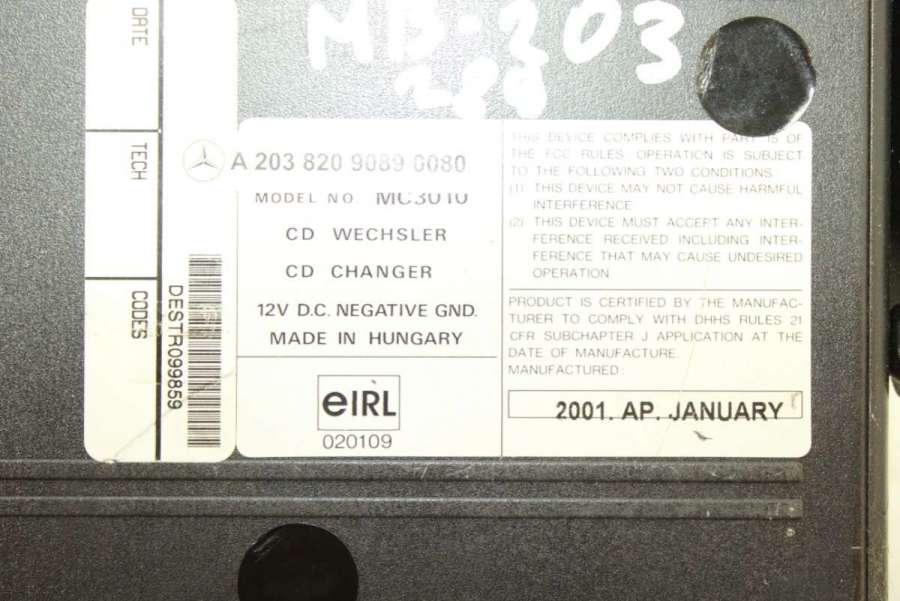 MB-203
288
DATE
TECH
CODES
DESTR099859
A 203 820 9089 0080
MODEL NO MC3010
CD WECHSLER
CD CHANGER
12V D.C. NEGATIVE GND.
MADE IN HUNGARY
eIRL
020109
THIS DEVICE COMPLIES WITH PART 15 OF
THE FCC RULES OPERATION IS SUBJECT
TO THE FOLLOWING TWO CONDITIONS.
(1) THIS DEVICE MAY NOT CAUSE HARMFUL
INTERFERENCE
(2) THIS DEVICE MUST ACCEPT ANY INTER-
FERENCE RECEIVED INCLUDING INTER-
FERENCE THAT MAY CAUSE UNDESIRED
OPERATION
PRODUCT IS CERTIFIED BY THE MANUFAC-
TURER TO COMPLY WITH DHHS RULES 21
CFR SUBCHAPTER J APPLICATION AT THE
DATE OF MANUFACTURE.
MANUFACTURED:
2001. AP. JANUARY